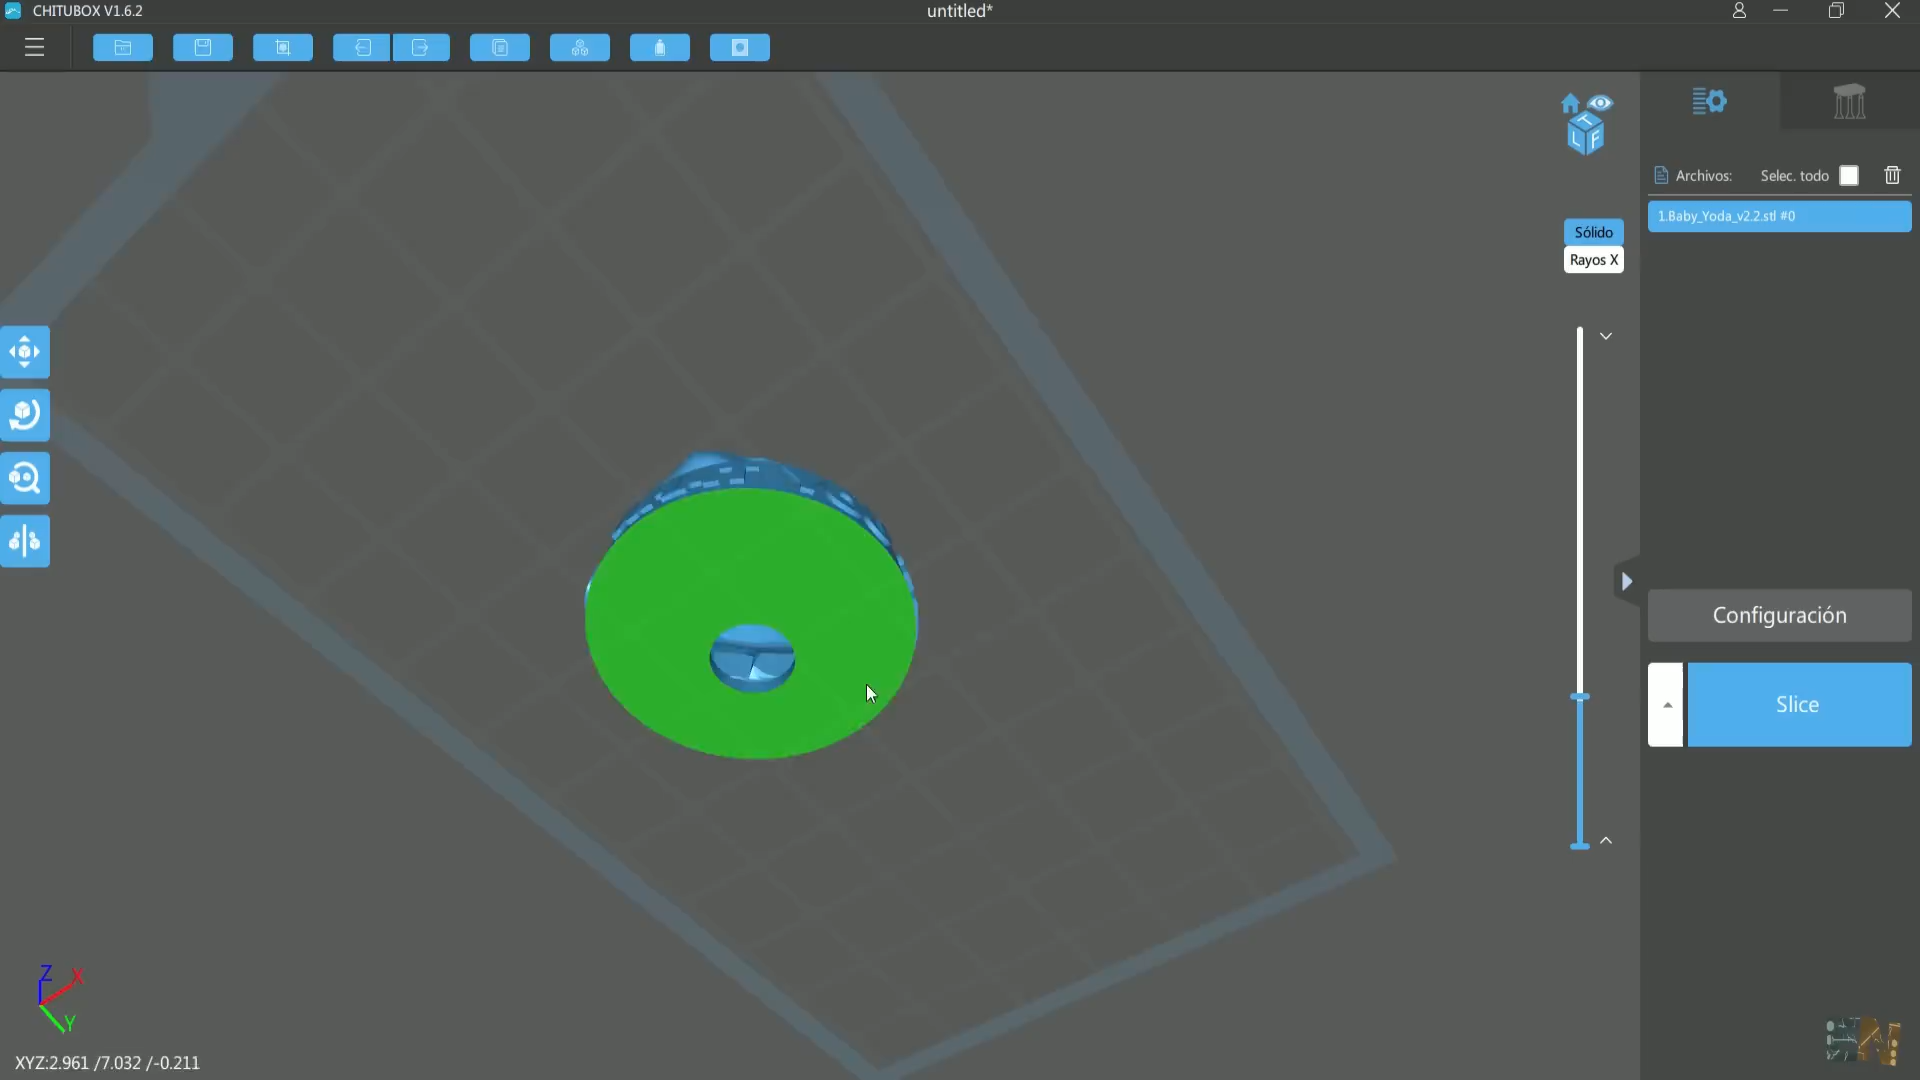 CHITUBOX V1.6.2
untitled*
T
L F
Archivos: Selec. todo
1.Baby_Yoda_v2.2.stl #0
Sólido
Rayos X
Configuración
Slice
Z X
Y
XYZ:2.961 /7.032 /-0.211